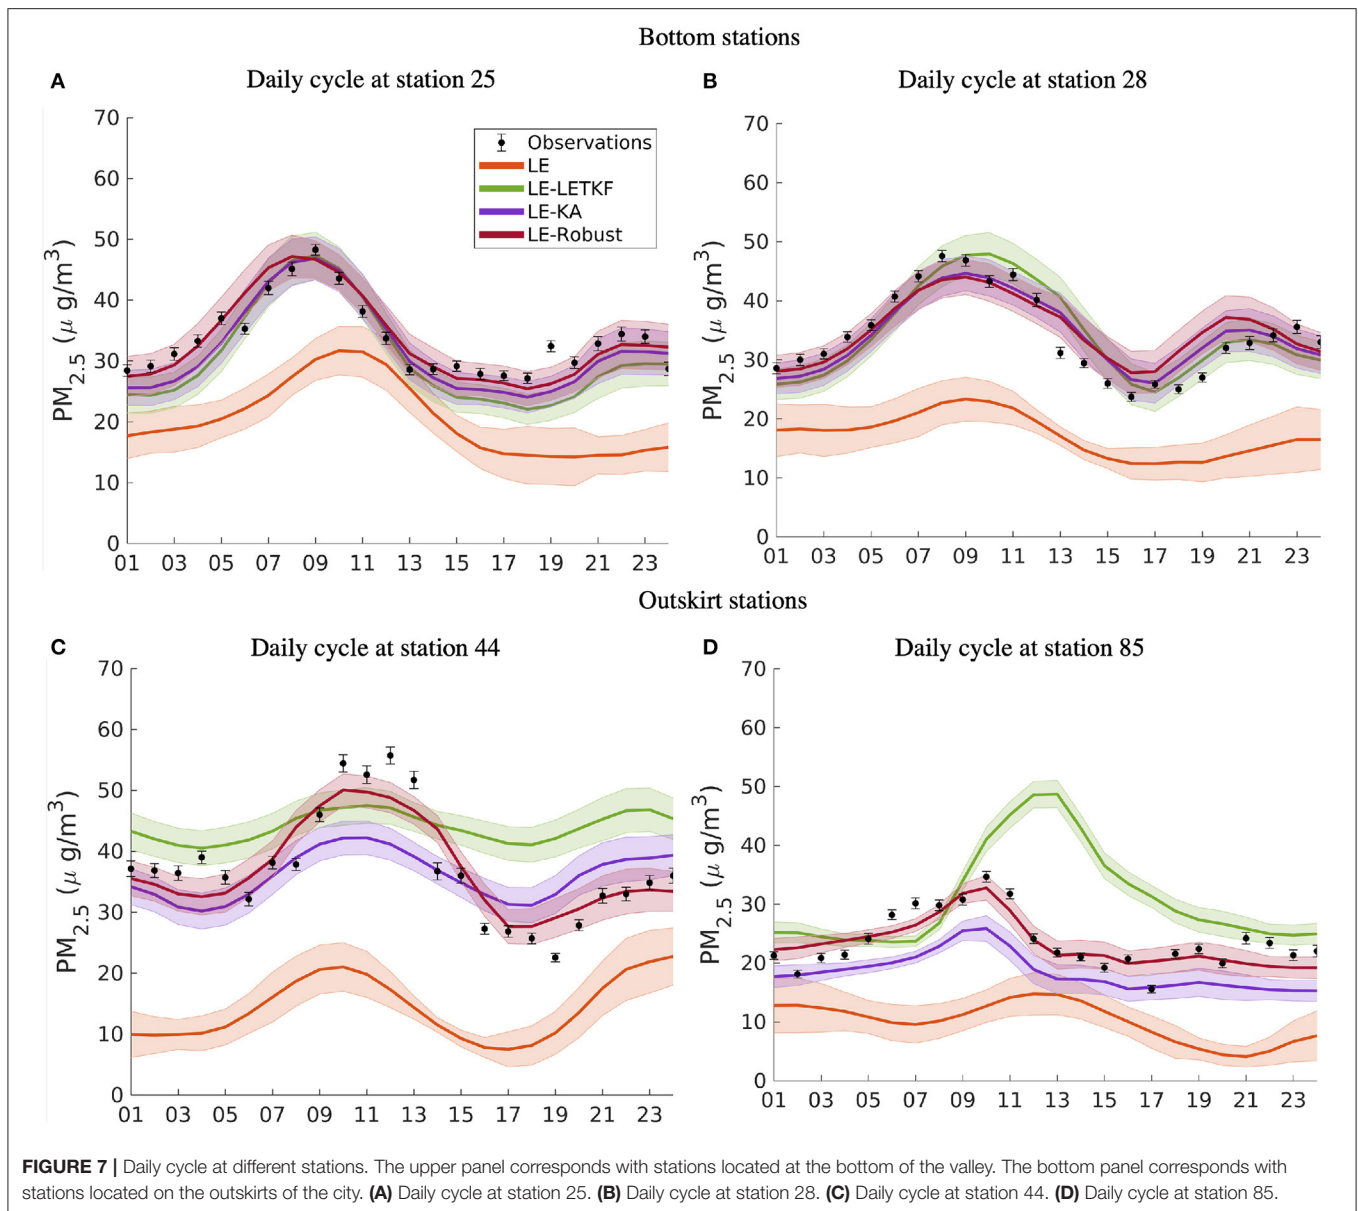 Bottom stations
A
Daily cycle at station 25
70
60
50
40
30
20
10
0
PM2.5 (μ g/m3)
01 03 05 07 09 11 13 15 17 19 21 23
Observations
LE
LE-LETKF
LE-KA
LE-Robust
B
Daily cycle at station 28
70
60
50
40
30
20
10
0
PM2.5 (μ g/m3)
01 03 05 07 09 11 13 15 17 19 21 23
Outskirt stations
C
Daily cycle at station 44
70
60
50
40
30
20
10
0
PM2.5 (μ g/m3)
01 03 05 07 09 11 13 15 17 19 21 23
D
Daily cycle at station 85
70
60
50
40
30
20
10
0
PM2.5 (μ g/m3)
01 03 05 07 09 11 13 15 17 19 21 23
FIGURE 7 | Daily cycle at different stations. The upper panel corresponds with stations located at the bottom of the valley. The bottom panel corresponds with
stations located on the outskirts of the city. (A) Daily cycle at station 25. (B) Daily cycle at station 28. (C) Daily cycle at station 44. (D) Daily cycle at station 85.